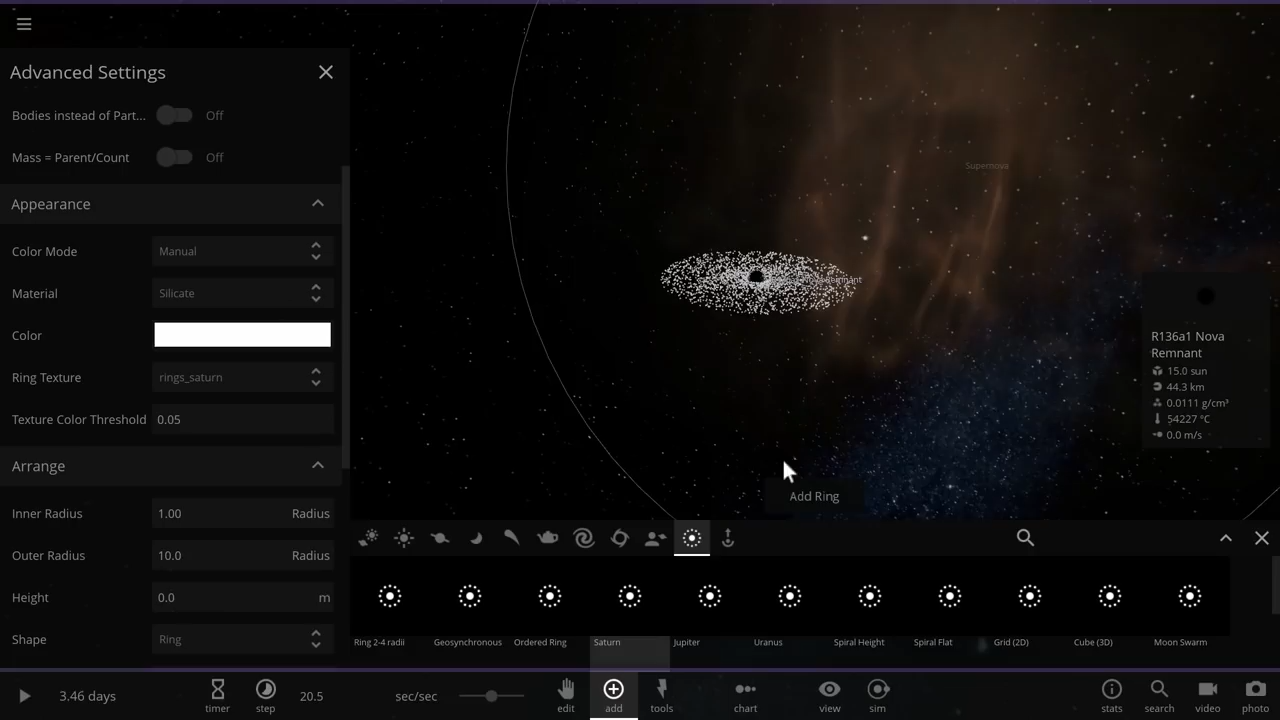 Advanced Settings
Bodies instead of Part... Off
Mass = Parent/Count Off
Appearance
Color Mode Manual
Material Silicate
Color
Ring Texture rings_saturn
Texture Color Threshold 0.05
Arrange
Inner Radius 1.00 Radius
Outer Radius 10.0 Radius
Height 0.0 m
Shape Ring
Supernova
R136a1 Nova
Remnant
15.0 sun
44.3 km
0.0111 g/cm³
54227 °C
0.0 m/s
Add Ring
Ring 2-4 radii Geosynchronous Ordered Ring Saturn Jupiter Uranus Spiral Height Spiral Flat Grid (2D) Cube (3D) Moon Swarm
3.46 days
timer
step
20.5
sec/sec
edit
add
tools
chart
view
sim
stats
search
video
photo